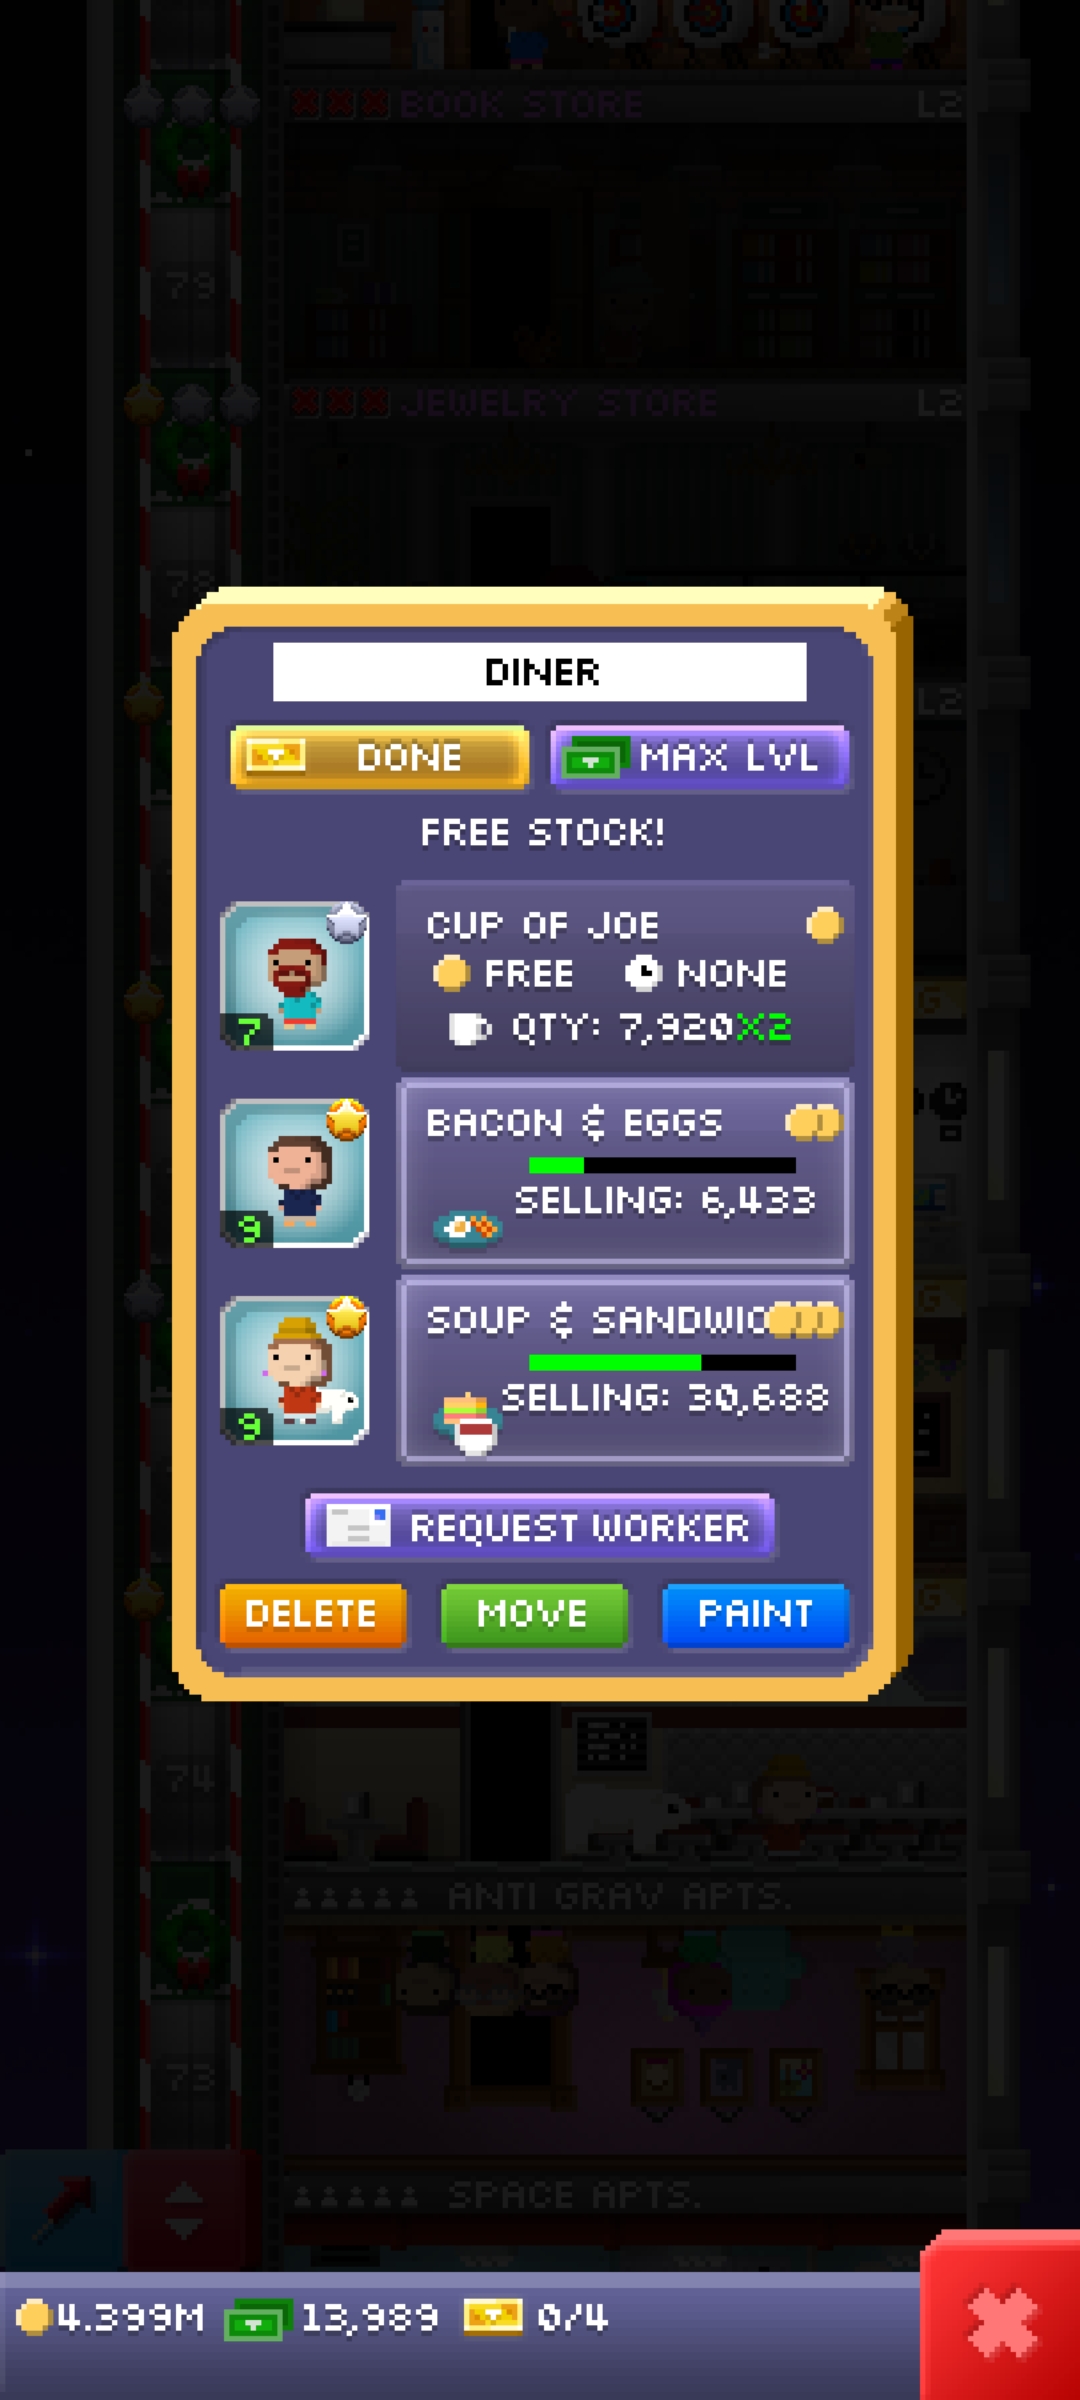 BOOK STORE L2
79
JEWELRY STORE L2
78
L2
DINER
DONE MAX LVL
FREE STOCK!
CUP OF JOE
FREE NONE
7
QTY: 7,920X2
BACON & EGGS
SELLING: 6,433
9
SOUP & SANDWIC
SELLING: 30,688
9
REQUEST WORKER
DELETE MOVE PAINT
74
ANTI GRAV APTS.
73
SPACE APTS.
4.399M 13,989 0/4